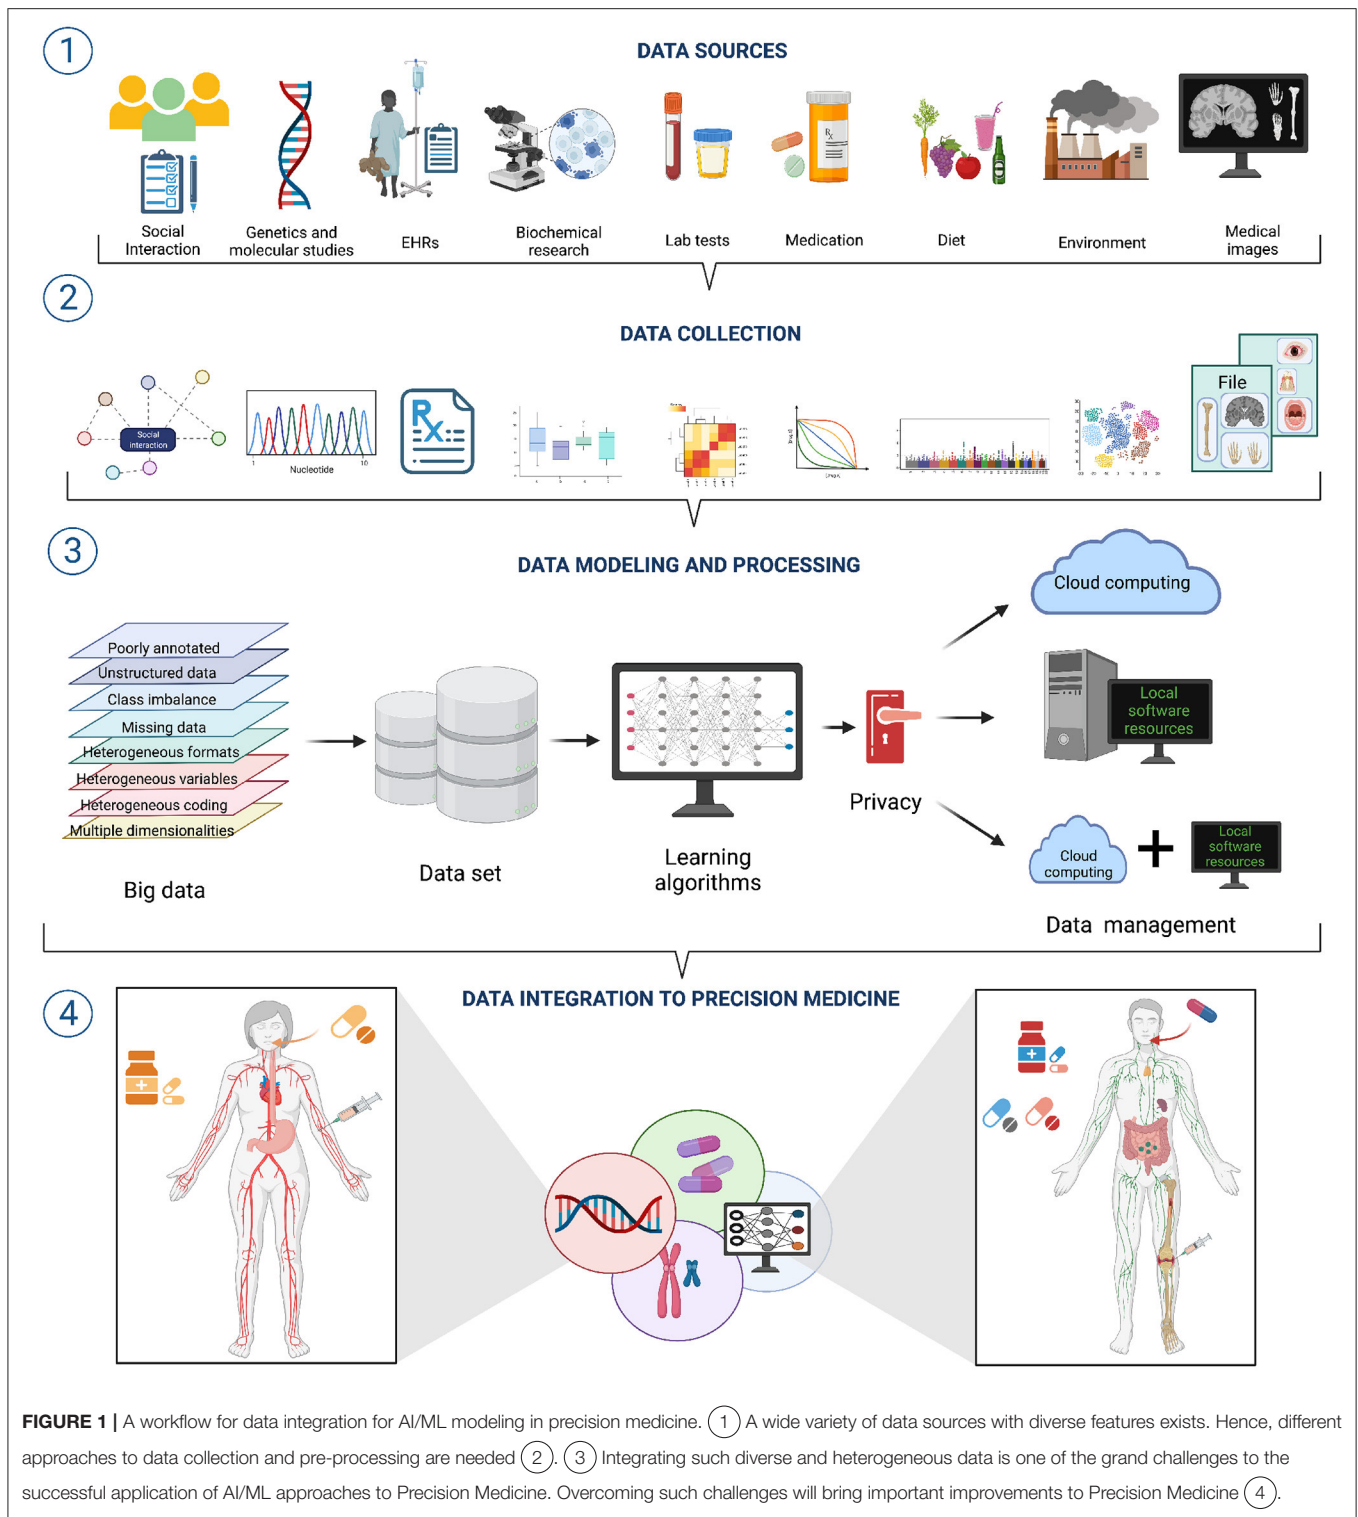 1
DATA SOURCES
Rx
Social
Interaction
Genetics and
molecular studies
EHRs
Biochemical
research
Lab tests
Medication
Diet
Environment
Medical
images
2
DATA COLLECTION
Social
interaction
1
10
Nucleotide
Rx
File
3
DATA MODELING AND PROCESSING
Poorly annotated
Unstructured data
Class imbalance
Missing data
Heterogeneous formats
Heterogeneous variables
Heterogeneous coding
Multiple dimensionalities
Big data
Data set
Learning
algorithms
Privacy
Cloud computing
Local
software
resources
Cloud
computing
+
Local
software
resources
Data management
4
DATA INTEGRATION TO PRECISION MEDICINE
FIGURE 1 | A workflow for data integration for AI/ML modeling in precision medicine. 1 A wide variety of data sources with diverse features exists. Hence, different
approaches to data collection and pre-processing are needed 2. 3 Integrating such diverse and heterogeneous data is one of the grand challenges to the
successful application of AI/ML approaches to Precision Medicine. Overcoming such challenges will bring important improvements to Precision Medicine 4.